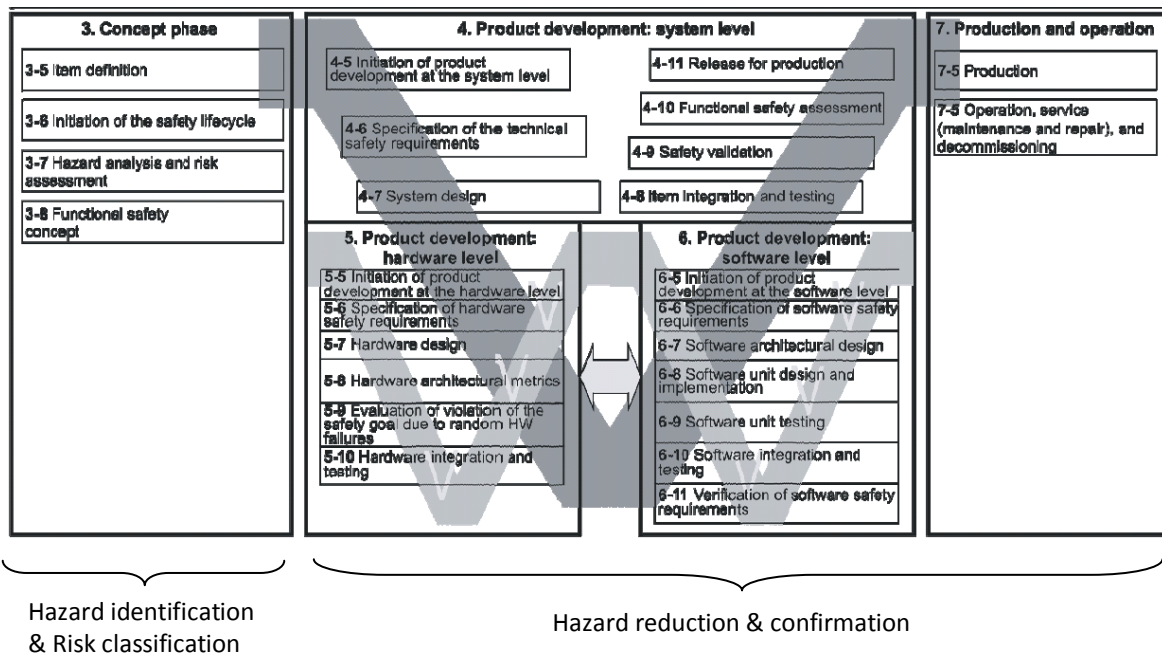 3. Concept phase
3-5 Item definition
3-6 Initiation of the safety lifecycle
3-7 Hazard analysis and risk
assessment
3-8 Functional safety
concept
4. Product development: system level
4-5 Initiation of product
development at the system level
4-6 Specification of the technical
safety requirements
4-7 System design
4-11 Release for production
4-10 Functional safety assessment
4-9 Safety validation
4-8 Item integration and testing
5. Product development:
hardware level
5-5 Initiation of product
development at the hardware level
5-6 Specification of hardware
safety requirements
5-7 Hardware design
5-8 Hardware architectural metrics
5-9 Evaluation of violation of the
safety goal due to random HW
failures
5-10 Hardware integration and
testing
6. Product development:
software level
6-5 Initiation of product
development at the software level
6-6 Specification of software safety
requirements
6-7 Software architectural design
6-8 Software unit design and
implementation
6-9 Software unit testing
6-10 Software integration and
testing
6-11 Verification of software safety
requirements
7. Production and operation
7-5 Production
7-5 Operation, service
(maintenance and repair), and
decommissioning
Hazard identification
& Risk classification
Hazard reduction & confirmation